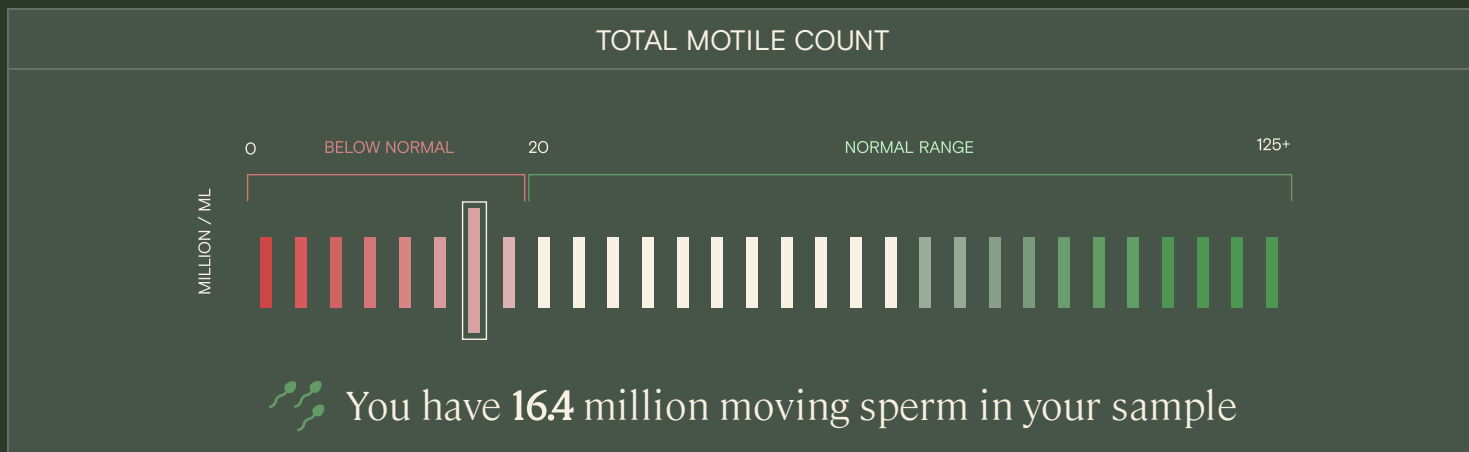 TOTAL MOTILE COUNT
0 BELOW NORMAL 20 NORMAL RANGE 125+
MILLION / ML
You have 16.4 million moving sperm in your sample